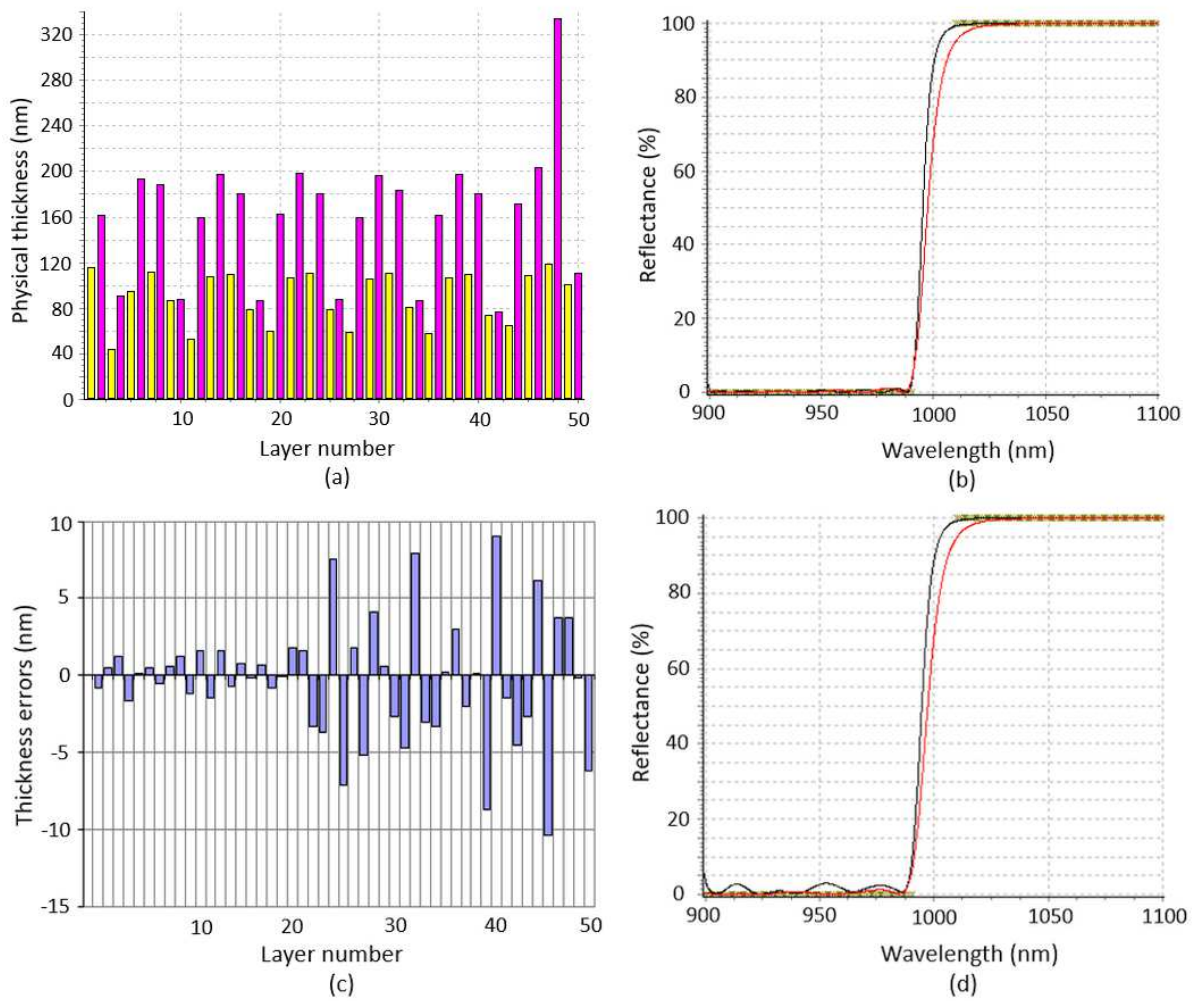 320
280
240
200
160
120
80
40
0
Physical thickness (nm)
10 20 30 40 50
Layer number
(a)
100
80
60
40
20
0
Reflectance (%)
900 950 1000 1050 1100
Wavelength (nm)
(b)
10
5
0
-5
-10
-15
Thickness errors (nm)
10 20 30 40 50
Layer number
(c)
100
80
60
40
20
0
Reflectance (%)
900 950 1000 1050 1100
Wavelength (nm)
(d)